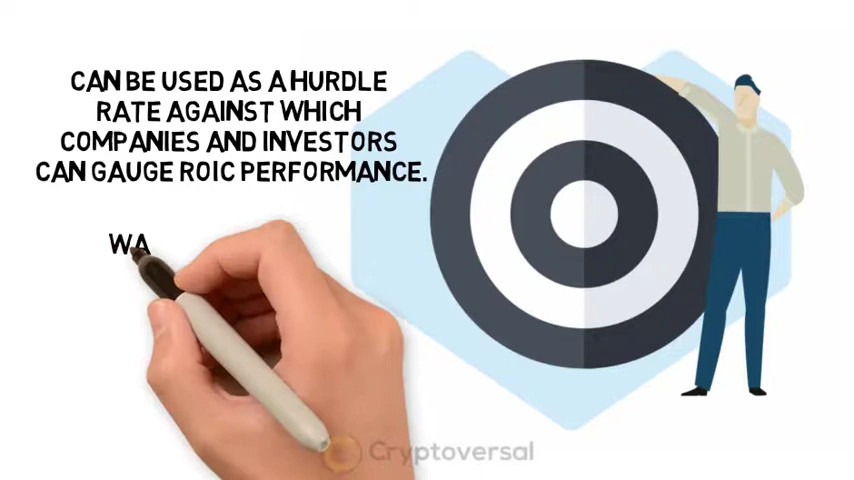 CAN BE USED AS A HURDLE
RATE AGAINST WHICH
COMPANIES AND INVESTORS
CAN GAUGE ROIC PERFORMANCE.
WA
Cryptoversal